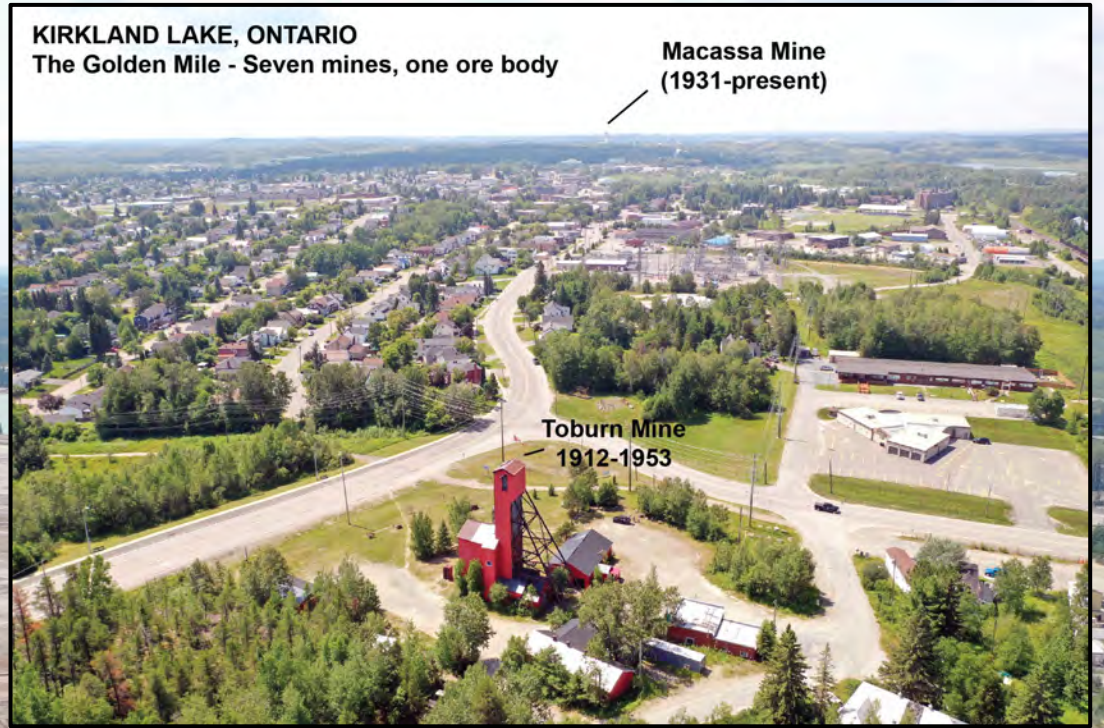 KIRKLAND LAKE, ONTARIO
The Golden Mile - Seven mines, one ore body
Macassa Mine
(1931-present)
Toburn Mine
1912-1953